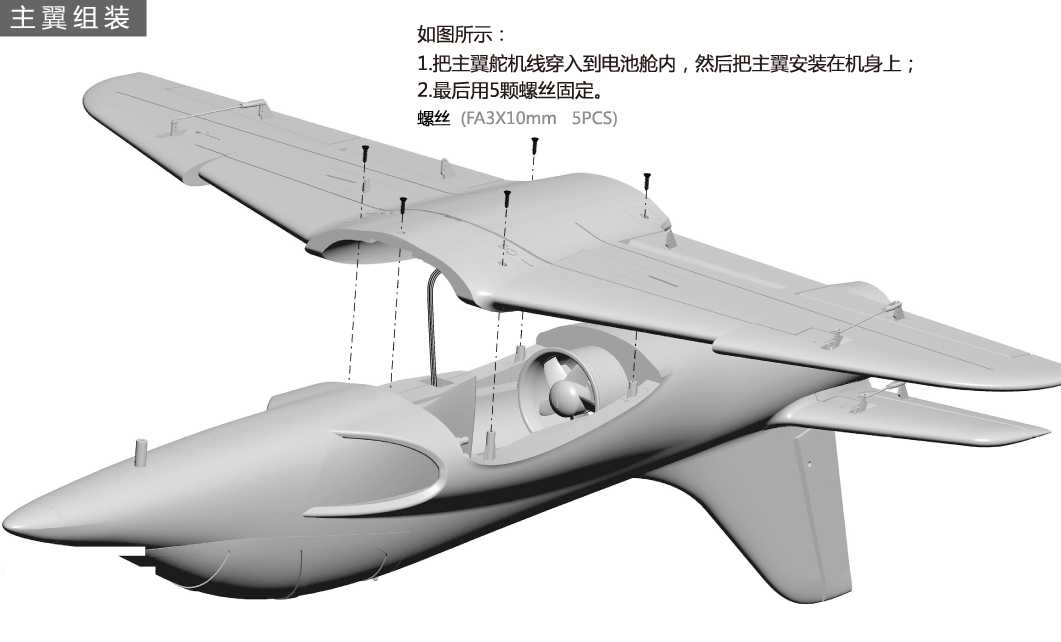 主翼组装
如图所示：
1.把主翼舵机线穿入到电池舱内，然后把主翼安装在机身上；
2.最后用5颗螺丝固定。
螺丝 (FA3X10mm 5PCS)